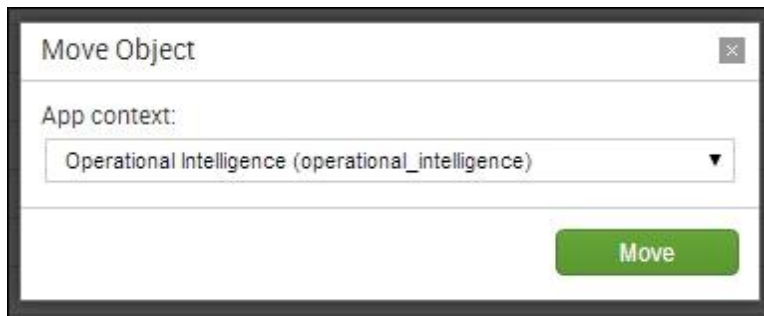 Move Object
App context:
Operational Intelligence (operational_intelligence)
Move